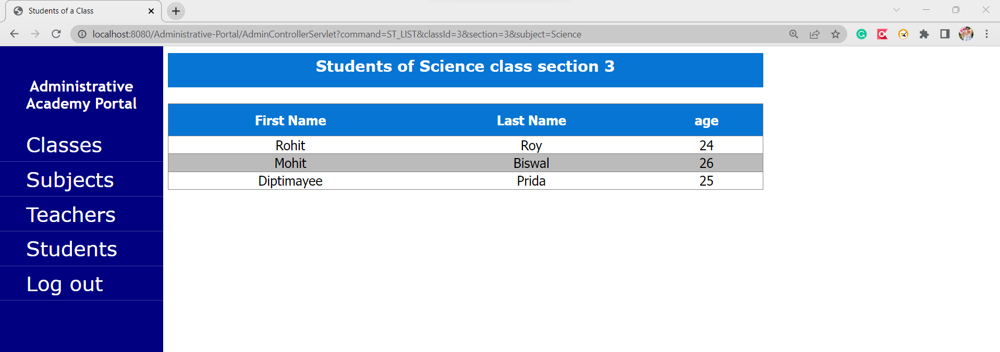 Students of a Class
localhost:8080/Administrative-Portal/AdminControllerServlet?command=ST_LIST&classId=3&section=3&subject=Science
Administrative
Academy Portal
Classes
Subjects
Teachers
Students
Log out
Students of Science class section 3
First Name Last Name age
Rohit Roy 24
Mohit Biswal 26
Diptimayee Prida 25